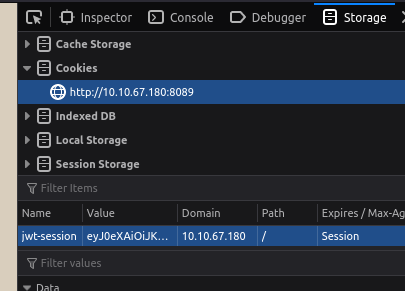 Inspector Console Debugger Storage
Cache Storage
Cookies
http://10.10.67.180:8089
Indexed DB
Local Storage
Session Storage
Filter Items
Name Value Domain Path Expires / Max-Ag
jwt-session eyJ0eXAiOiJK... 10.10.67.180 / Session
Filter values
Data